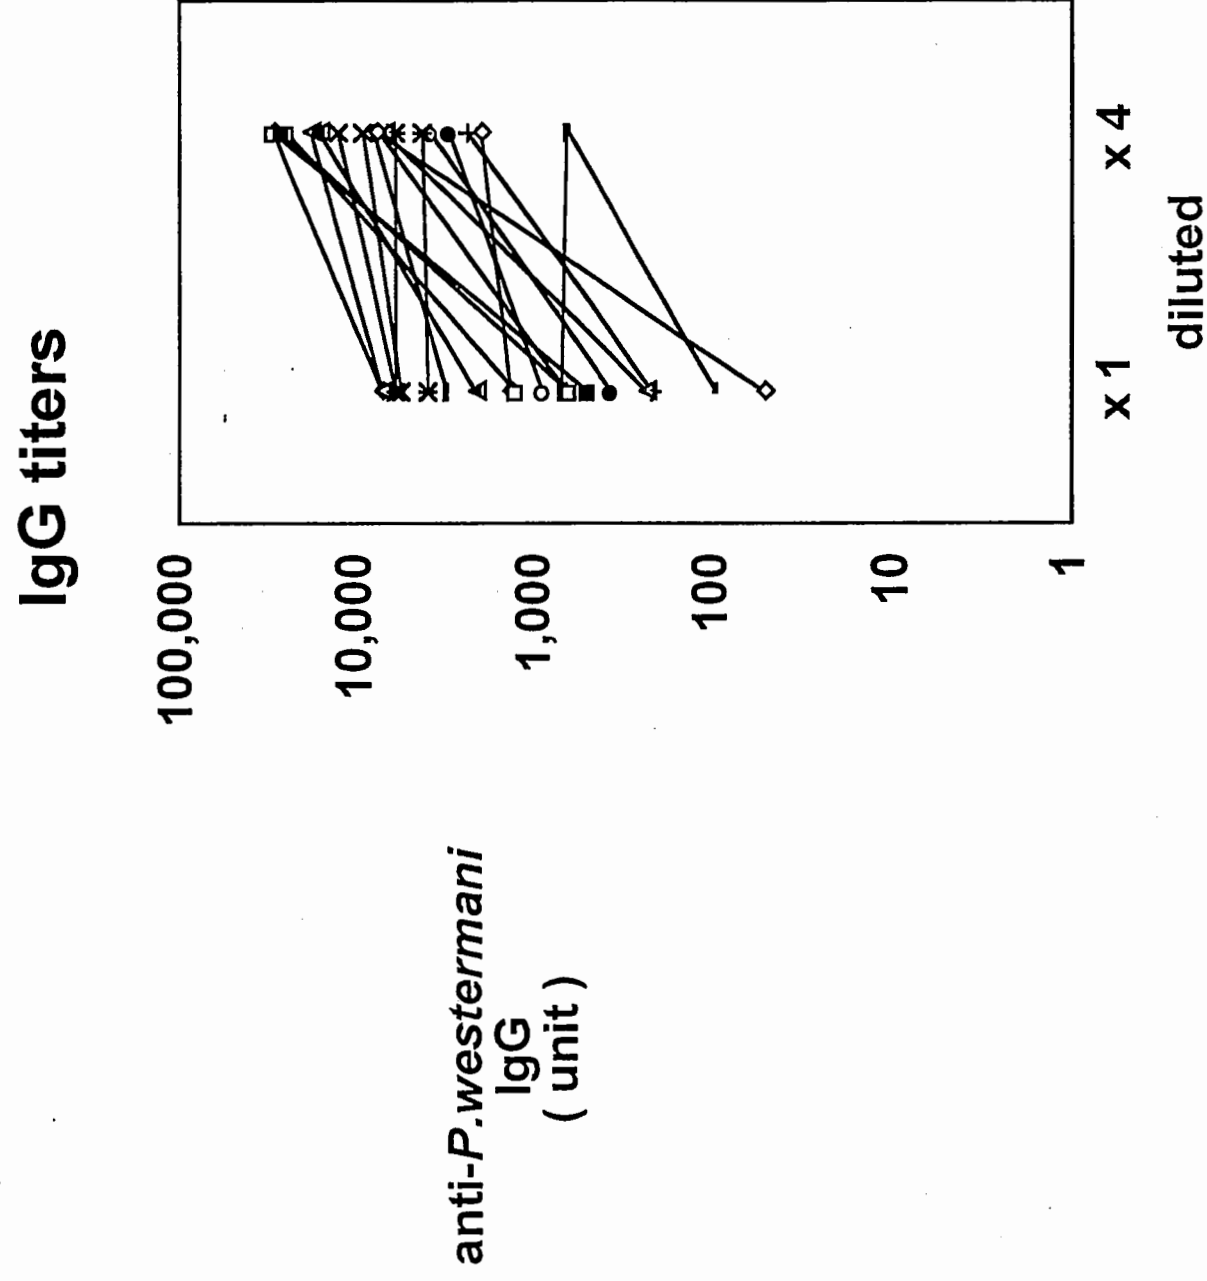 IgG titers
anti-P.westermani
IgG
( unit )
100,000
10,000
1,000
100
10
1
x 1 x 4
diluted